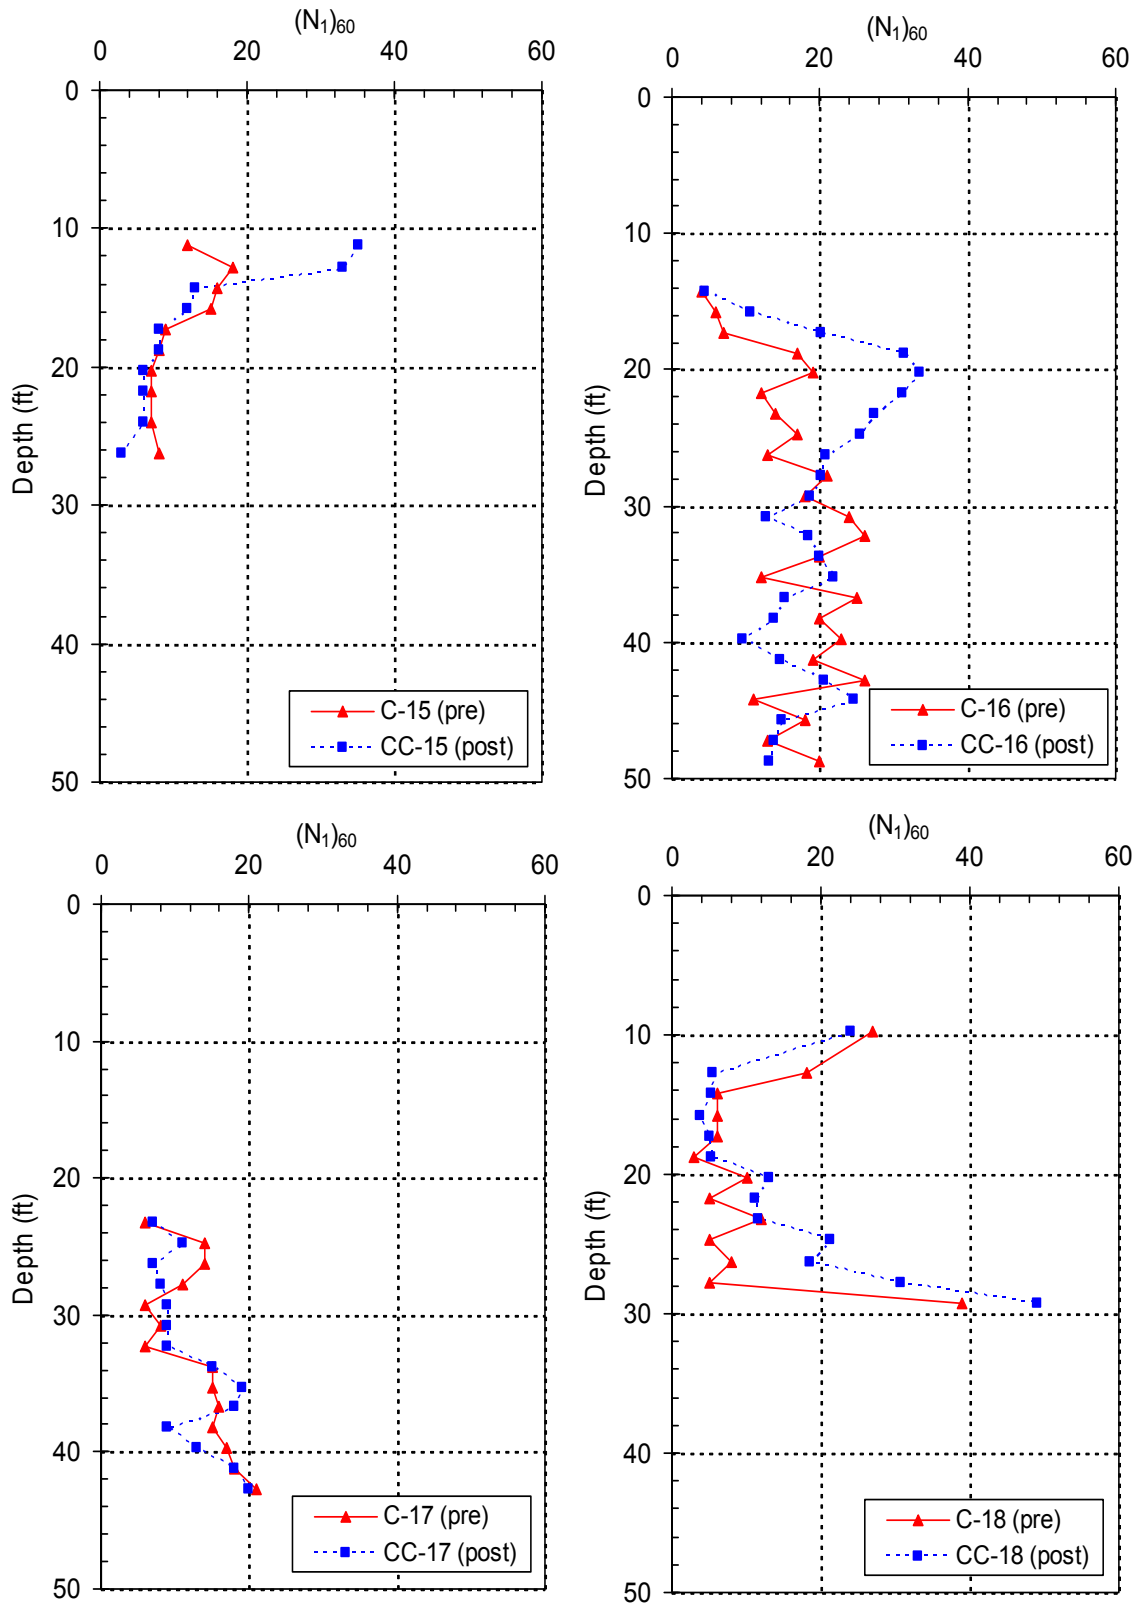 (N1)60
0 20 40 60
0
10
20
30
40
50
Depth (ft)
C-15 (pre)
CC-15 (post)
(N1)60
0 20 40 60
0
10
20
30
40
50
Depth (ft)
C-16 (pre)
CC-16 (post)
(N1)60
0 20 40 60
0
10
20
30
40
50
Depth (ft)
C-17 (pre)
CC-17 (post)
(N1)60
0 20 40 60
0
10
20
30
40
50
Depth (ft)
C-18 (pre)
CC-18 (post)